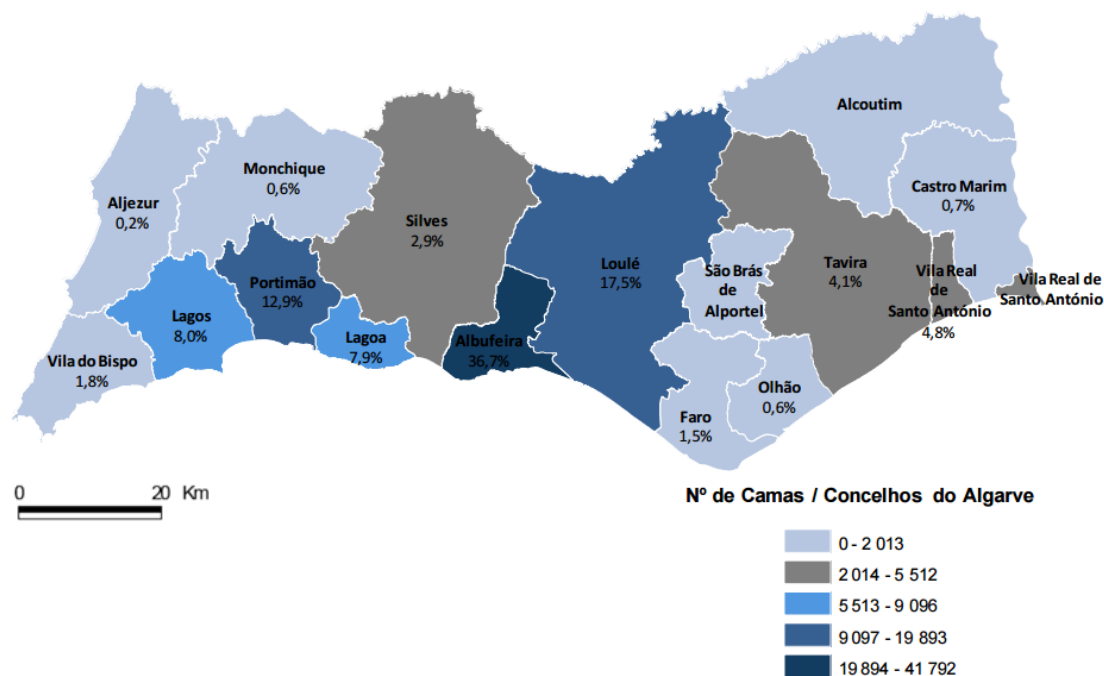 Alcoutim
Monchique
0,6%
Aljezur
0,2%
Castro Marim
0,7%
Silves
2,9%
Loulé
17,5%
São Brás
de
Alportel
Tavira
4,1%
Vila Real
de
Santo António
4,8%
Vila Real de
Santo António
Portimão
12,9%
Lagos
8,0%
Lagoa
7,9%
Albufeira
36,7%
Vila do Bispo
1,8%
Olhão
0,6%
Faro
1,5%
0 20 Km
Nº de Camas / Concelhos do Algarve
0 - 2 013
2 014 - 5 512
5 513 - 9 096
9 097 - 19 893
19 894 - 41 792